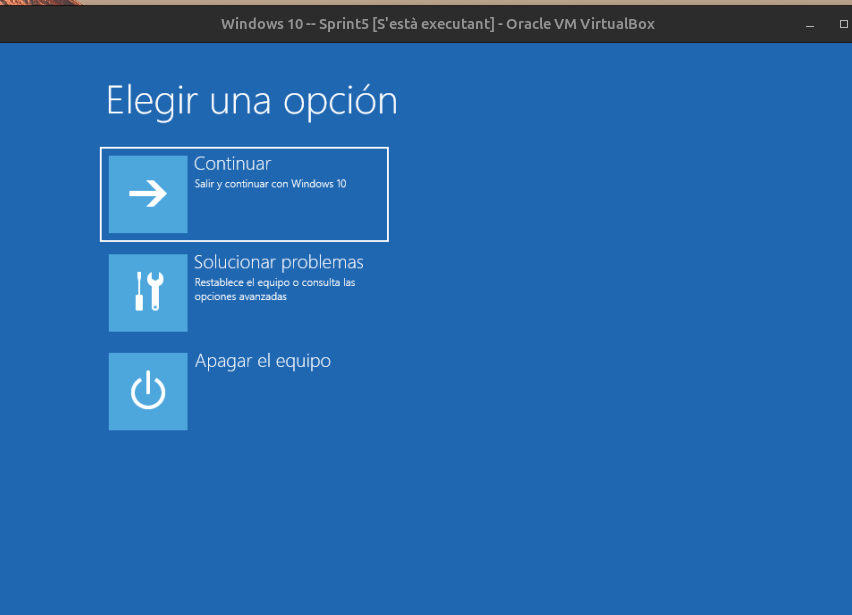 Windows 10 -- Sprint5 [S'està executant] - Oracle VM VirtualBox
Elegir una opción
Continuar
Salir y continuar con Windows 10
Solucionar problemas
Restablece el equipo o consulta las
opciones avanzadas
Apagar el equipo